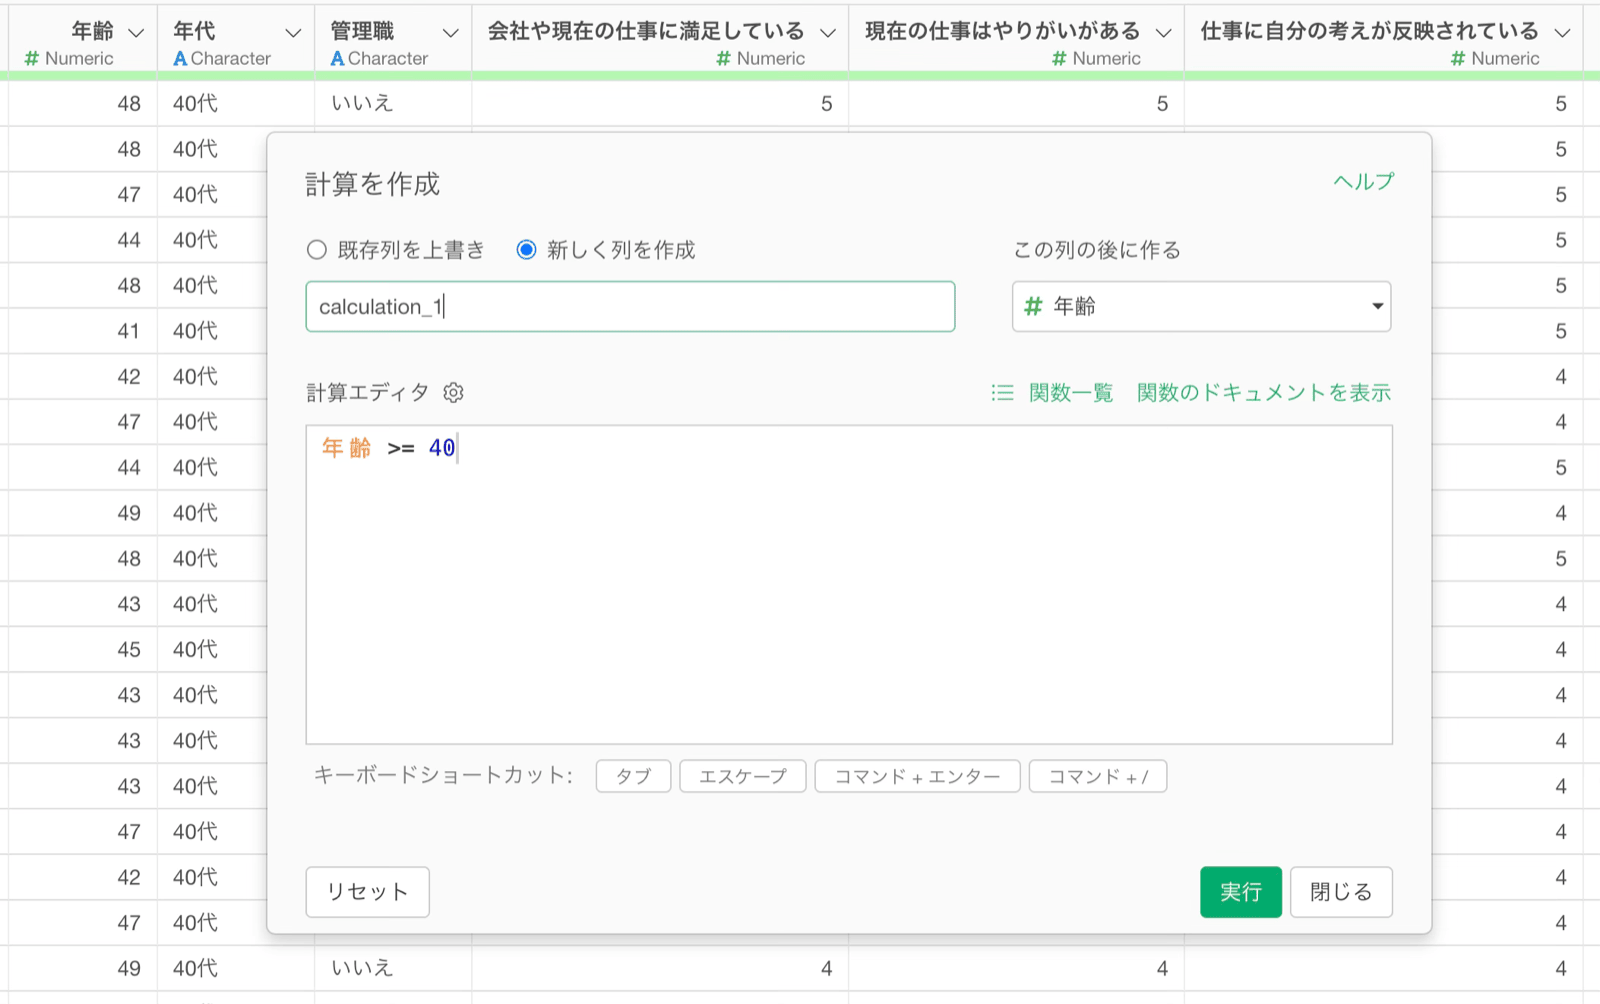 年齢 年代 管理職 会社や現在の仕事に満足している 現在の仕事はやりがいがある 仕事に自分の考えが反映されている
# Numeric A Character A Character # Numeric # Numeric # Numeric
48 40代 いいえ 5 5 5
48 40代 5
47 40代 5
44 40代 5
48 40代 5
41 40代 5
42 40代 4
47 40代 4
44 40代 5
49 40代 4
48 40代 5
43 40代 4
45 40代 4
43 40代 4
43 40代 4
43 40代 4
47 40代 4
42 40代 4
47 40代 4
49 40代 いいえ 4 4 4
計算を作成 ヘルプ
既存列を上書き 新しく列を作成 この列の後に作る
calculation_1 # 年齢
計算エディタ 関数一覧 関数のドキュメントを表示
年齢 >= 40
キーボードショートカット: タブ エスケープ コマンド + エンター コマンド + /
リセット 実行 閉じる